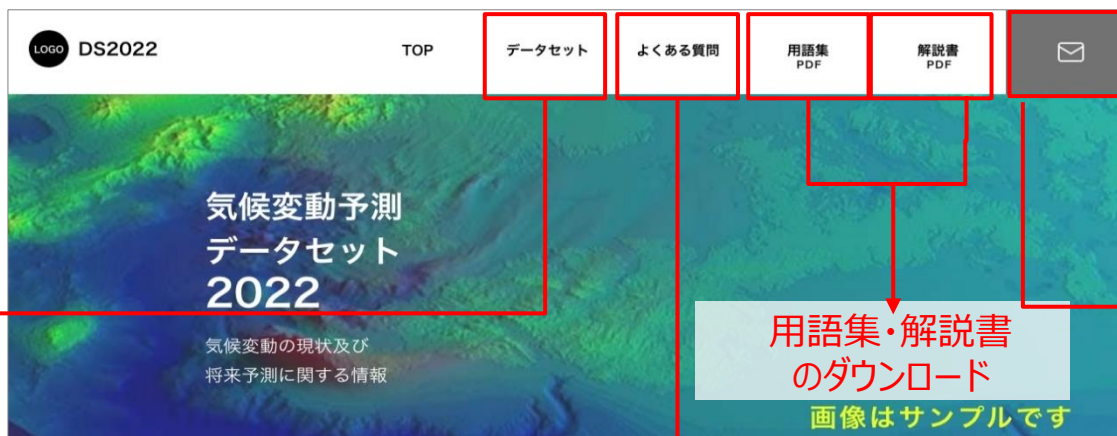 LOGO DS2022 TOP データセット よくある質問 用語集 解説書
PDF PDF
気候変動予測
データセット
2022
気候変動の現状及び
将来予測に関する情報
用語集・解説書
のダウンロード
画像はサンプルです